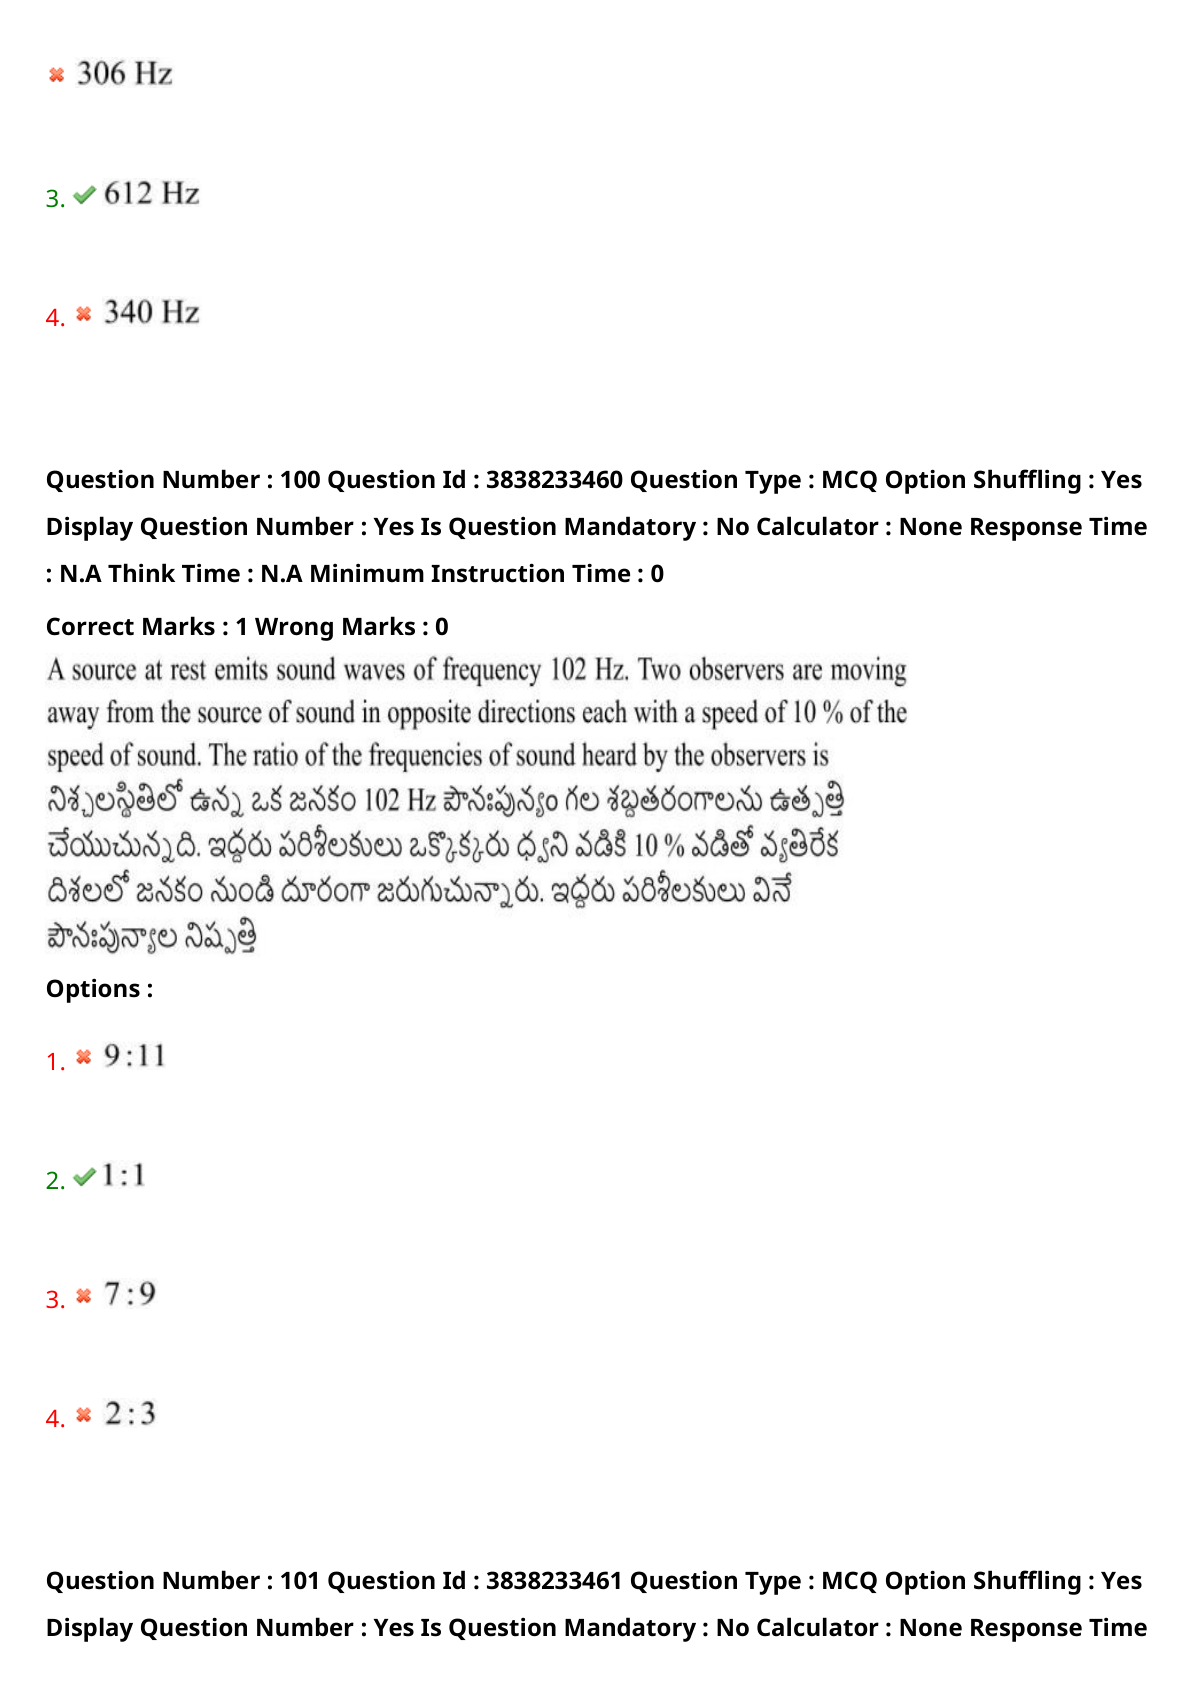 306 Hz
3. 612 Hz
4. 340 Hz
Question Number : 100 Question Id : 3838233460 Question Type : MCQ Option Shuffling : Yes
Display Question Number : Yes Is Question Mandatory : No Calculator : None Response Time
: N.A Think Time : N.A Minimum Instruction Time : 0
Correct Marks : 1 Wrong Marks : 0
A source at rest emits sound waves of frequency 102 Hz. Two observers are moving
away from the source of sound in opposite directions each with a speed of 10 % of the
speed of sound. The ratio of the frequencies of sound heard by the observers is
నిశ్చలస్థితిలో ఉన్న ఒక జనకం 102 Hz పౌనఃపున్యం గల శబ్దతరంగాలను ఉత్పత్తి
చేయుచున్నది. ఇద్దరు పరిశీలకులు ఒక్కొక్కరు ధ్వని వడికి 10 % వడితో వ్యతిరేక
దిశలలో జనకం నుండి దూరంగా జరుగుచున్నారు. ఇద్దరు పరిశీలకులు వినే
పౌనఃపున్యాల నిష్పత్తి
Options :
1. 9:11
2. 1:1
3. 7:9
4. 2:3
Question Number : 101 Question Id : 3838233461 Question Type : MCQ Option Shuffling : Yes
Display Question Number : Yes Is Question Mandatory : No Calculator : None Response Time